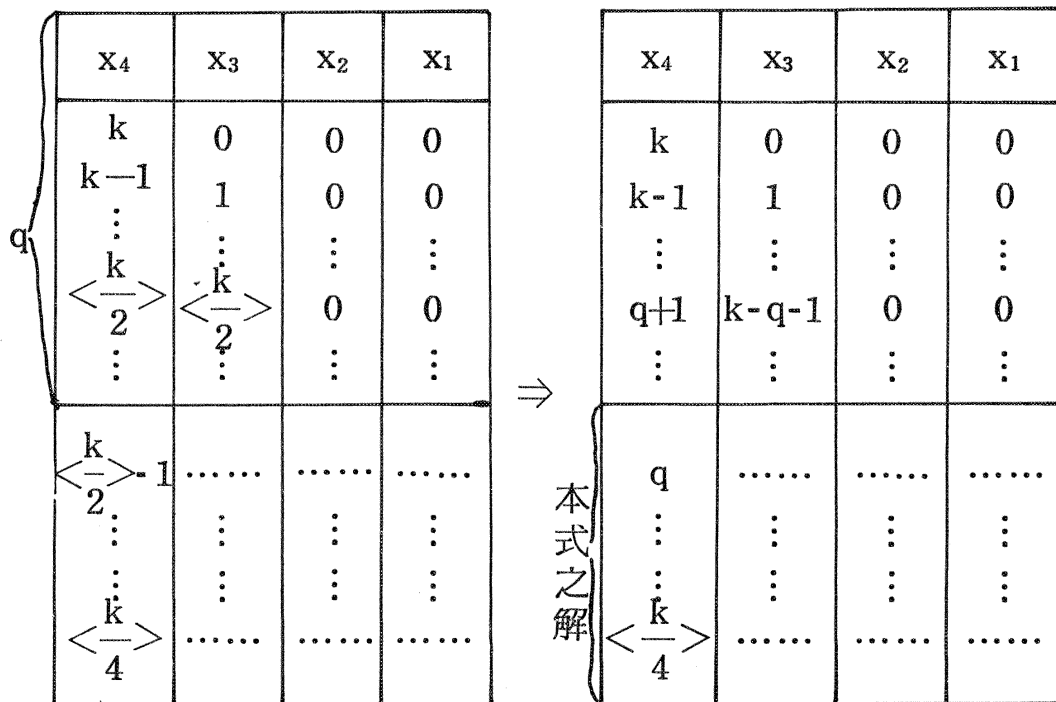 q
x₄ x₃ x₂ x₁
k 0 0 0
k−1 1 0 0
⋮ ⋮ ⋮ ⋮
<k/2> <k/2> 0 0
⋮ ⋮ ⋮ ⋮
<k/2>-1 …… …… ……
⋮ ⋮ ⋮ ⋮
⋮ ⋮ ⋮ ⋮
<k/4> …… …… ……
⇒
本式之解
x₄ x₃ x₂ x₁
k 0 0 0
k-1 1 0 0
⋮ ⋮ ⋮ ⋮
q+1 k-q-1 0 0
⋮ ⋮ ⋮ ⋮
q …… …… ……
⋮ ⋮ ⋮ ⋮
⋮ ⋮ ⋮ ⋮
<k/4> …… …… ……